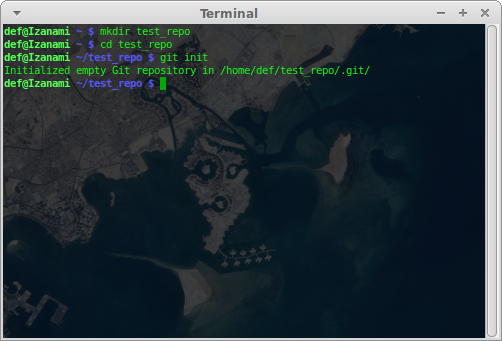 Terminal
def@Izanami ~ $ mkdir test_repo
def@Izanami ~ $ cd test_repo
def@Izanami ~/test_repo $ git init
Initialized empty Git repository in /home/def/test_repo/.git/
def@Izanami ~/test_repo $